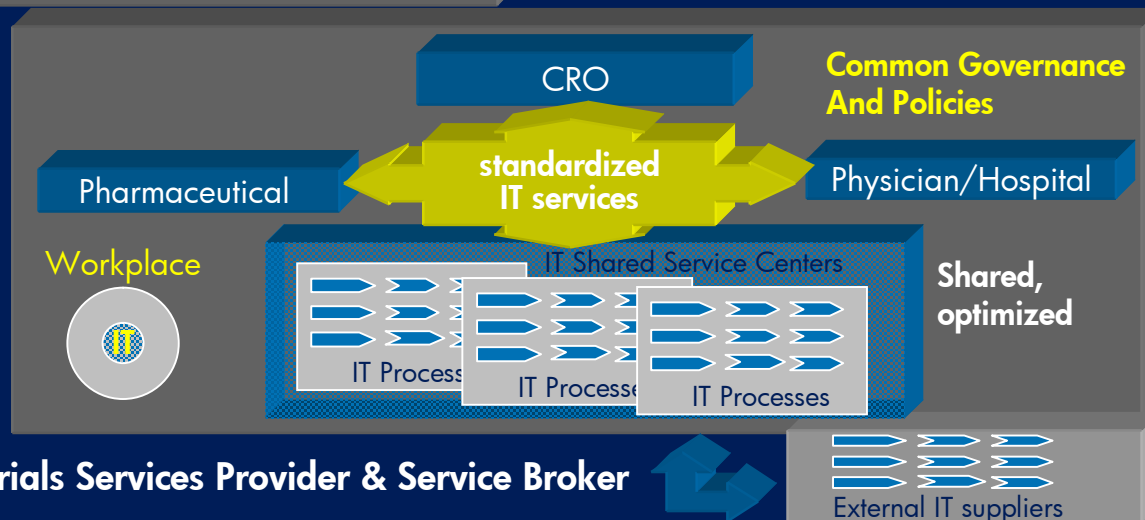 CRO
Common Governance
And Policies
standardized
IT services
Pharmaceutical
Physician/Hospital
Workplace
IT
IT Shared Service Centers
Shared,
optimized
IT Process
IT Processe
IT Processes
rials Services Provider & Service Broker
External IT suppliers